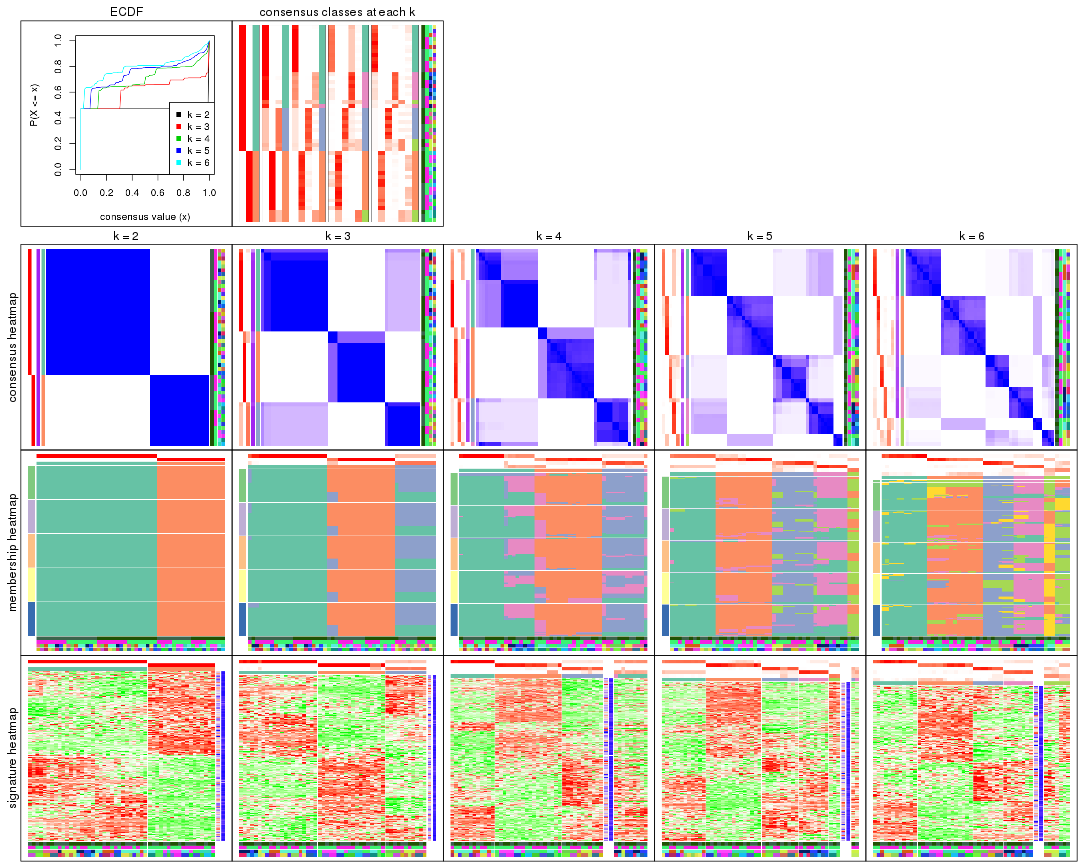 ECDF
consensus classes at each k
P(X <= x)
0.0 0.2 0.4 0.6 0.8 1.0
k = 2
k = 3
k = 4
k = 5
k = 6
0.0 0.2 0.4 0.6 0.8 1.0
consensus value (x)
k = 2 k = 3 k = 4 k = 5 k = 6
consensus heatmap
membership heatmap
signature heatmap